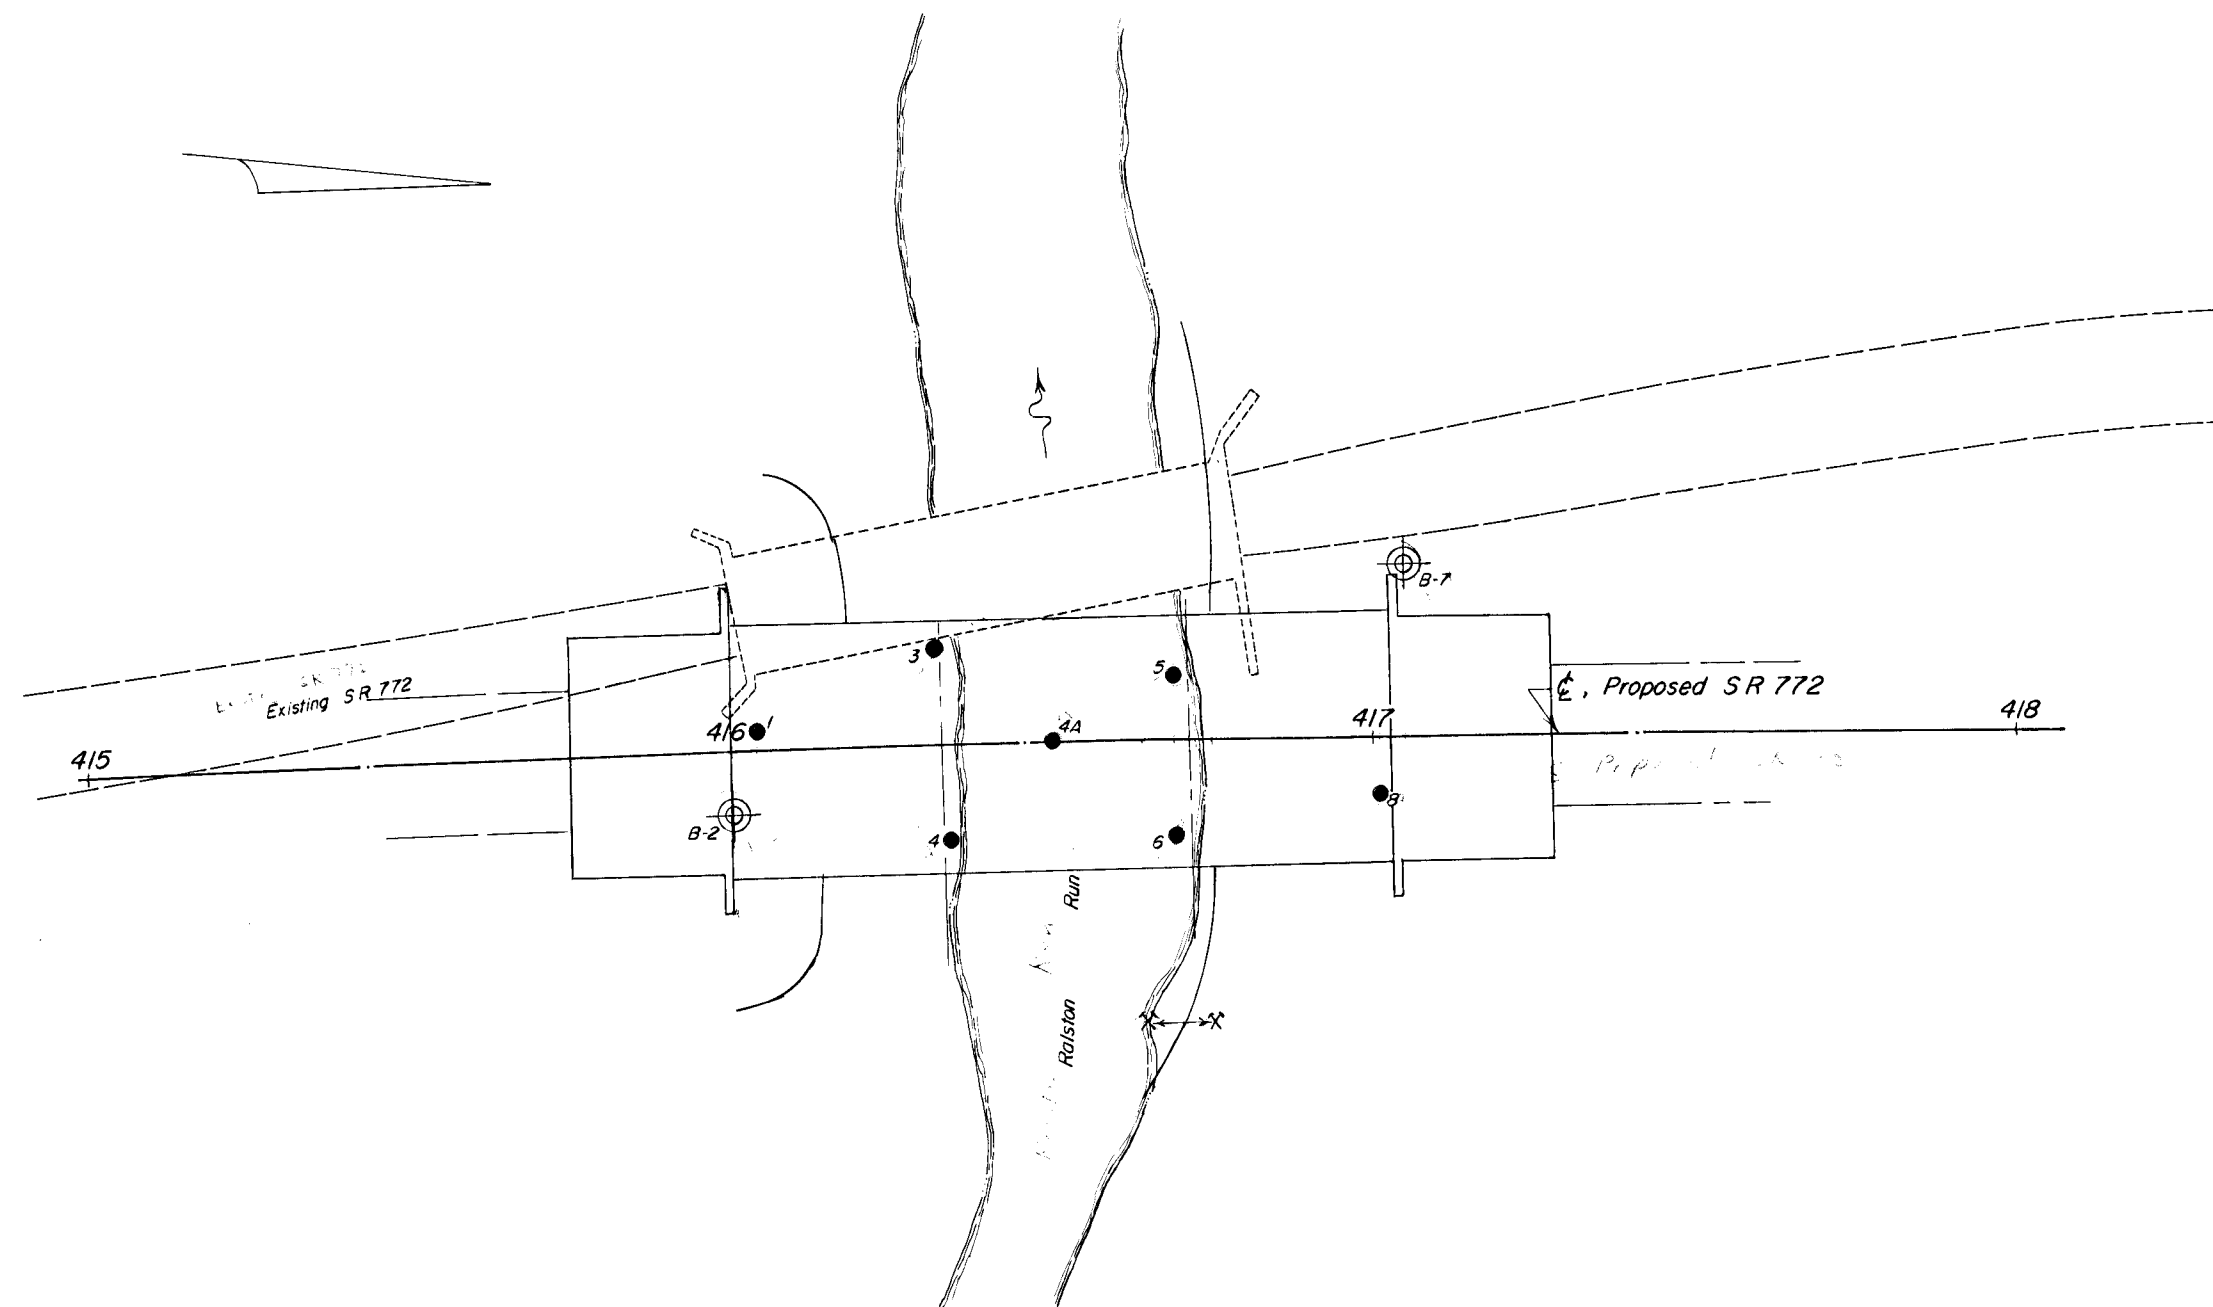 B-7
3
5
Existing SR 772
℄, Proposed SR 772
415
416
1
4A
417
418
8
B-2
4
6
Ralston Run